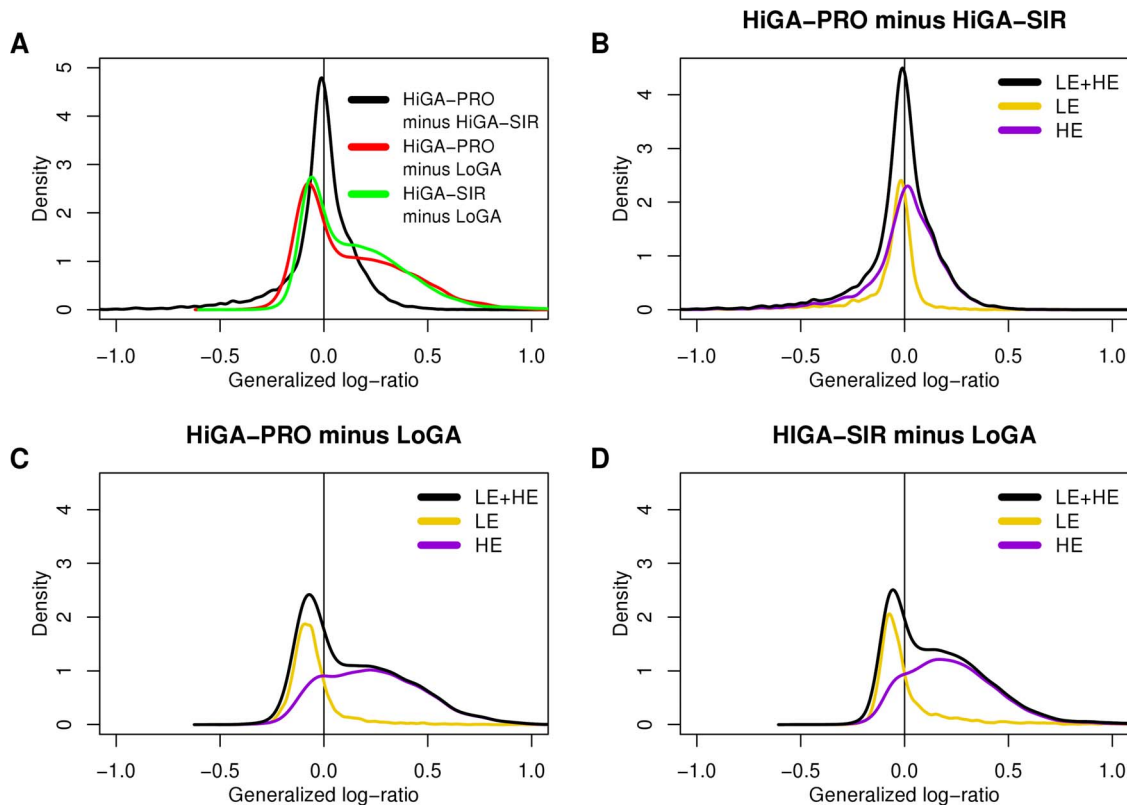 A
Density
5
4
3
2
1
0
HiGA−PRO
minus HiGA−SIR
HiGA−PRO
minus LoGA
HiGA−SIR
minus LoGA
−1.0 −0.5 0.0 0.5 1.0
Generalized log−ratio
HiGA−PRO minus HiGA−SIR
B
Density
4
3
2
1
0
LE+HE
LE
HE
−1.0 −0.5 0.0 0.5 1.0
Generalized log−ratio
HiGA−PRO minus LoGA
C
Density
4
3
2
1
0
LE+HE
LE
HE
−1.0 −0.5 0.0 0.5 1.0
Generalized log−ratio
HIGA−SIR minus LoGA
D
Density
4
3
2
1
0
LE+HE
LE
HE
−1.0 −0.5 0.0 0.5 1.0
Generalized log−ratio